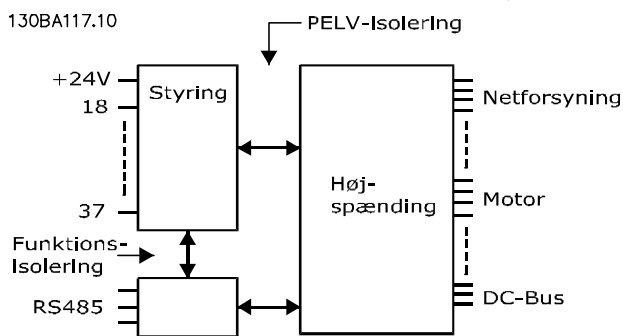 130BA117.10
PELV-Isolering
+24V
Styring
18
Netforsyning
Høj-
spænding
37
Motor
Funktions-
Isolering
RS485
DC-Bus